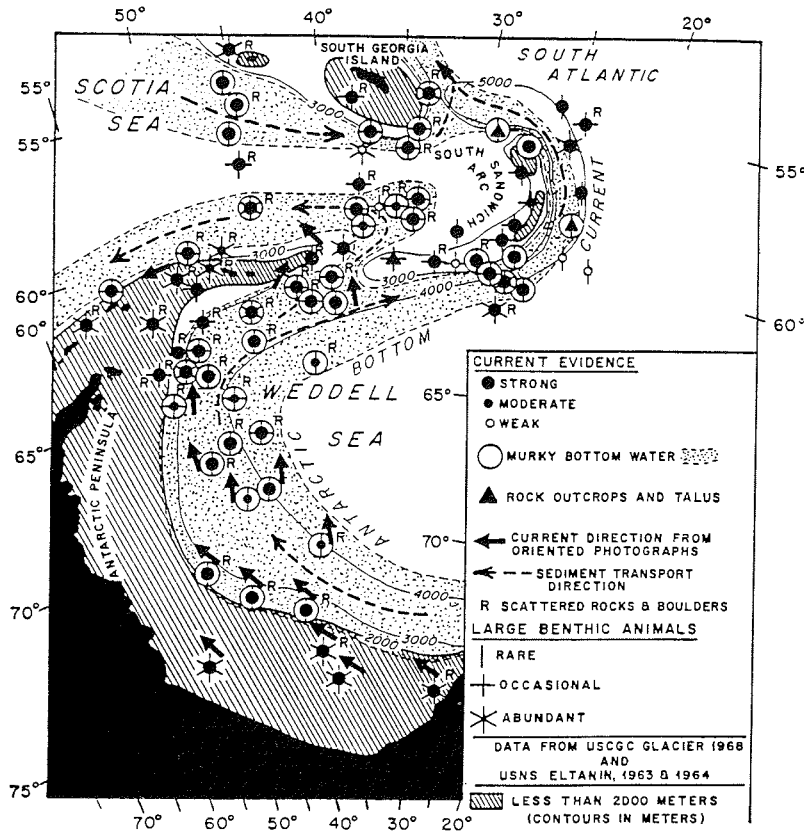 50° 40° 30° 20°
SOUTH GEORGIA
ISLAND
SOUTH
ATLANTIC
SCOTIA
SEA
55° 55°
55° 55°
3000
5000
SOUTH
SANDWICH
ARC
CURRENT
3000
3000
4000
60° 60°
60°
BOTTOM
WEDDELL
SEA
65° 65°
ANTARCTIC
ANTARCTIC PENINSULA
70° 70°
4000
3000
2000
75°
70° 60° 50° 40° 30° 20°
R R R R R R R R R R
CURRENT EVIDENCE
STRONG
MODERATE
WEAK
MURKY BOTTOM WATER
ROCK OUTCROPS AND TALUS
CURRENT DIRECTION FROM
ORIENTED PHOTOGRAPHS
SEDIMENT TRANSPORT
DIRECTION
R SCATTERED ROCKS & BOULDERS
LARGE BENTHIC ANIMALS
RARE
OCCASIONAL
ABUNDANT
DATA FROM USCGC GLACIER 1968
AND
USNS ELTANIN, 1963 & 1964
LESS THAN 2000 METERS
(CONTOURS IN METERS)